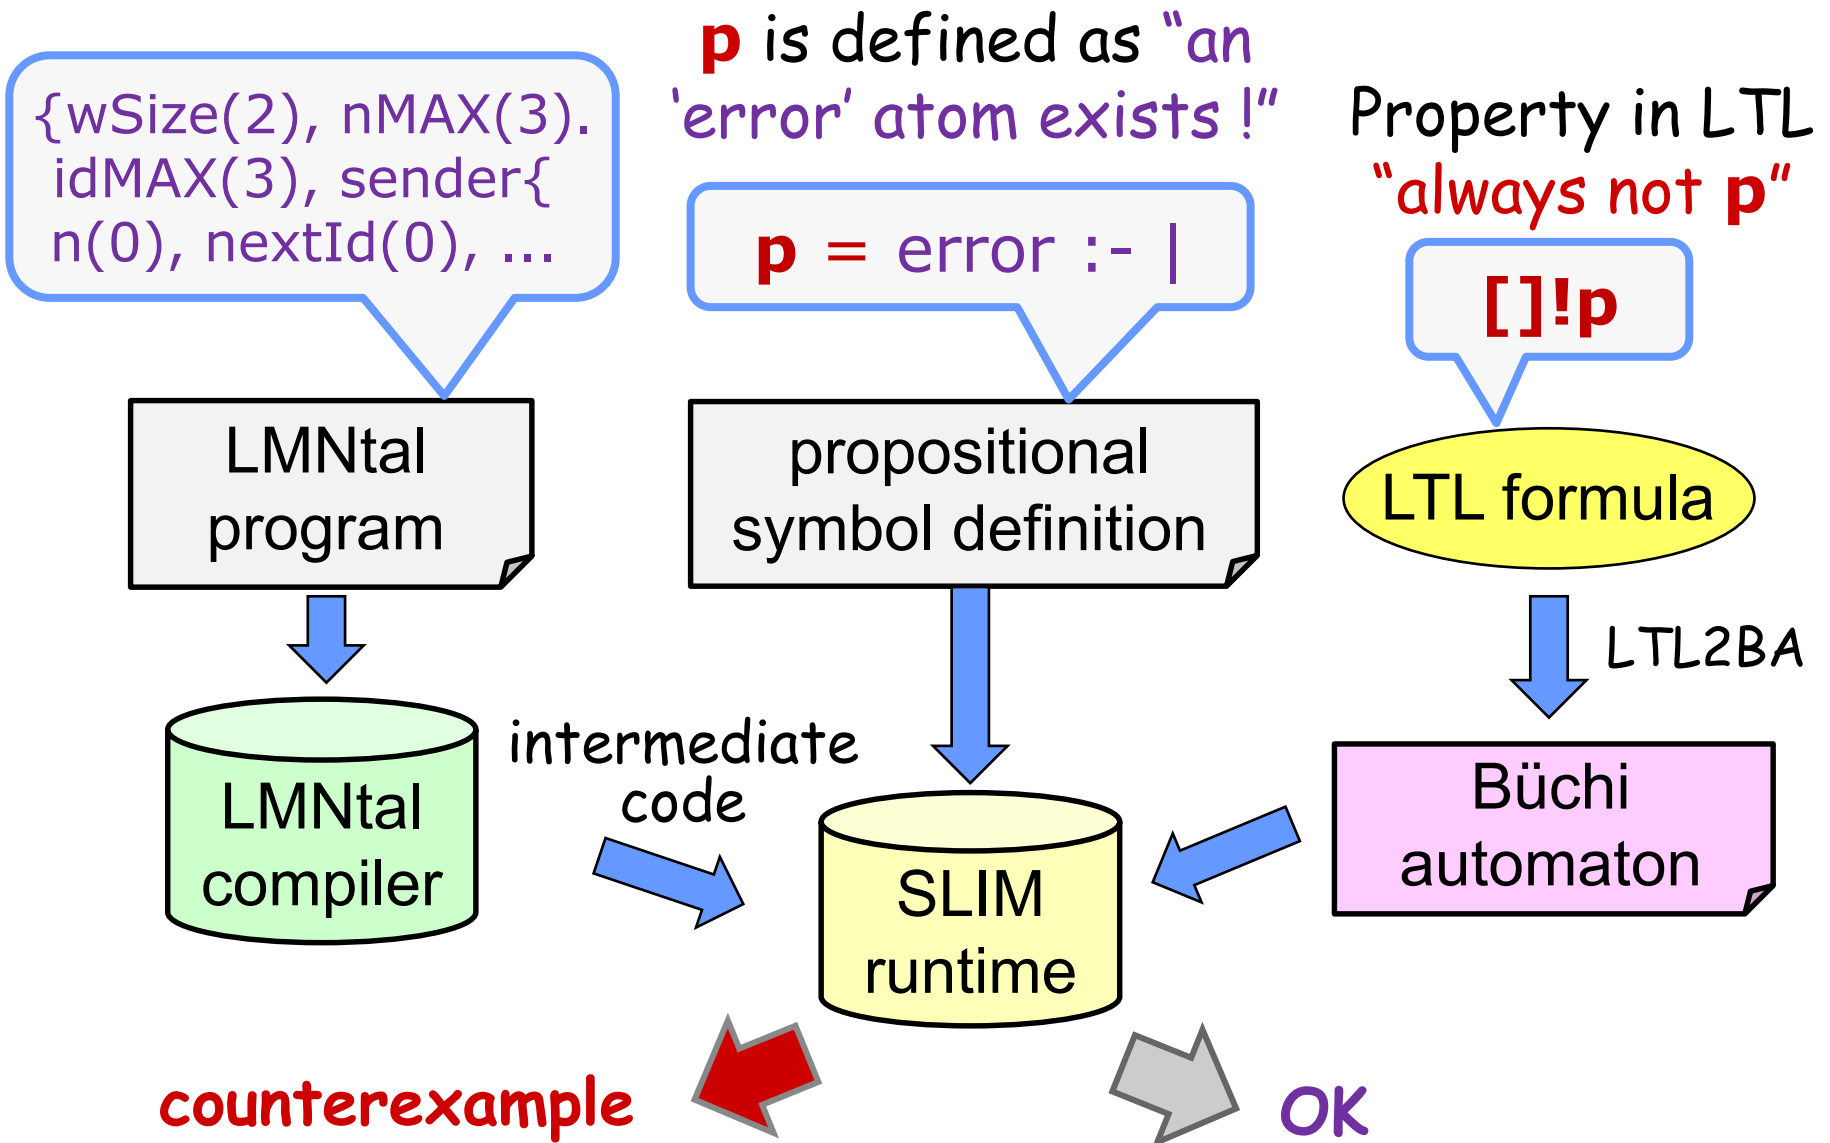 p is defined as “an
‘error’ atom exists !”
{wSize(2), nMAX(3).
idMAX(3), sender{
n(0), nextId(0), ...
p = error :- |
Property in LTL
“always not p”
[]!p
LMNtal
program
propositional
symbol definition
LTL formula
LTL2BA
LMNtal
compiler
intermediate
code
SLIM
runtime
Büchi
automaton
counterexample
OK